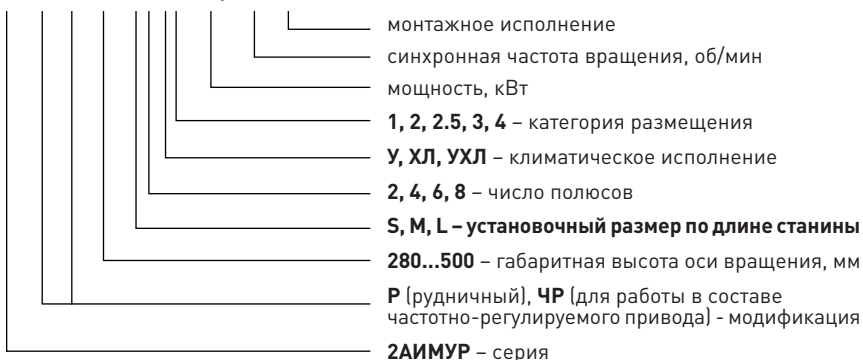 монтажное исполнение
синхронная частота вращения, об/мин
мощность, кВт
1, 2, 2.5, 3, 4 – категория размещения
У, ХЛ, УХЛ – климатическое исполнение
2, 4, 6, 8 – число полюсов
S, M, L – установочный размер по длине станины
280...500 – габаритная высота оси вращения, мм
Р (рудничный), ЧР (для работы в составе
частотно-регулируемого привода) - модификация
2АИМУР – серия